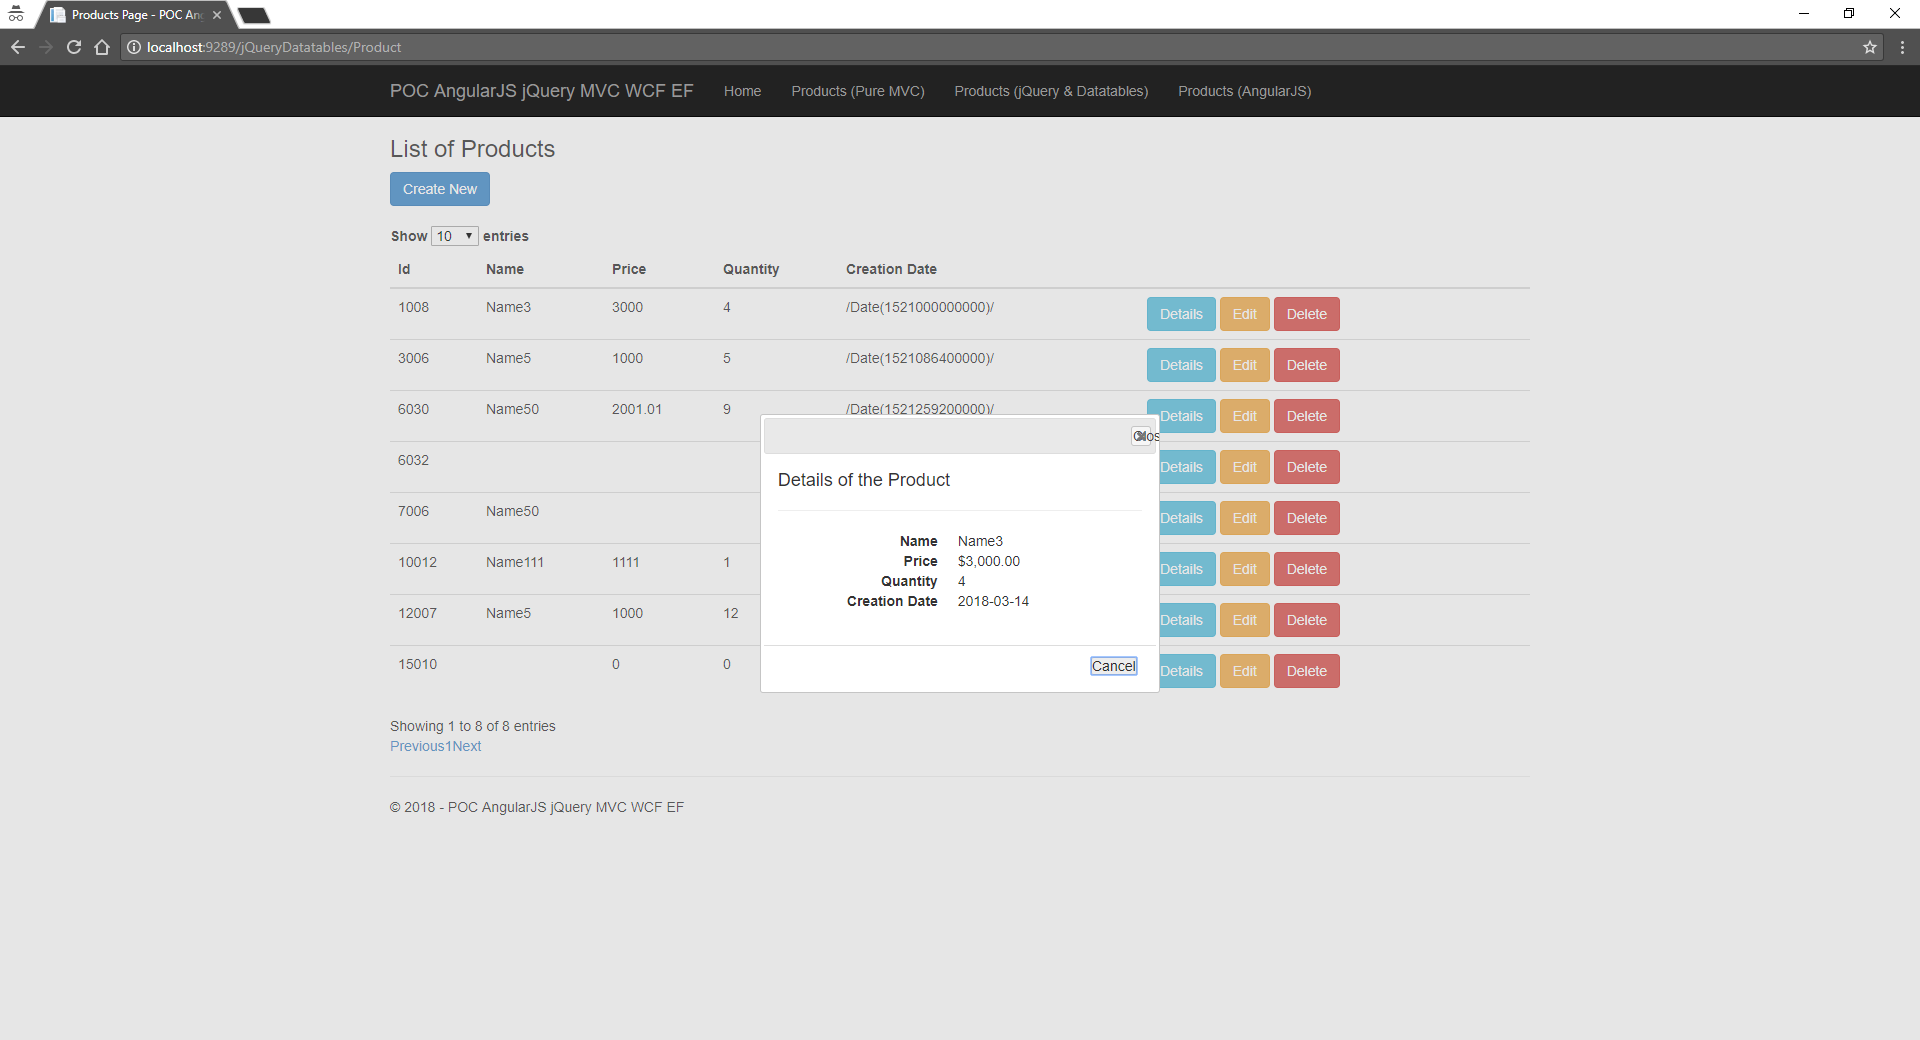 Products Page - POC An
localhost:9289/jQueryDatatables/Product
POC AngularJS jQuery MVC WCF EF Home Products (Pure MVC) Products (jQuery & Datatables) Products (AngularJS)
List of Products
Create New
Show 10 entries
Id Name Price Quantity Creation Date
1008 Name3 3000 4 /Date(1521000000000)/ Details Edit Delete
3006 Name5 1000 5 /Date(1521086400000)/ Details Edit Delete
6030 Name50 2001.01 9 /Date(1521259200000)/ Details Edit Delete
6032 Details Edit Delete
7006 Name50 Details Edit Delete
10012 Name111 1111 1 Details Edit Delete
12007 Name5 1000 12 Details Edit Delete
15010 0 0 Details Edit Delete
Details of the Product
Name Name3
Price $3,000.00
Quantity 4
Creation Date 2018-03-14
Cancel
Showing 1 to 8 of 8 entries
Previous1Next
© 2018 - POC AngularJS jQuery MVC WCF EF